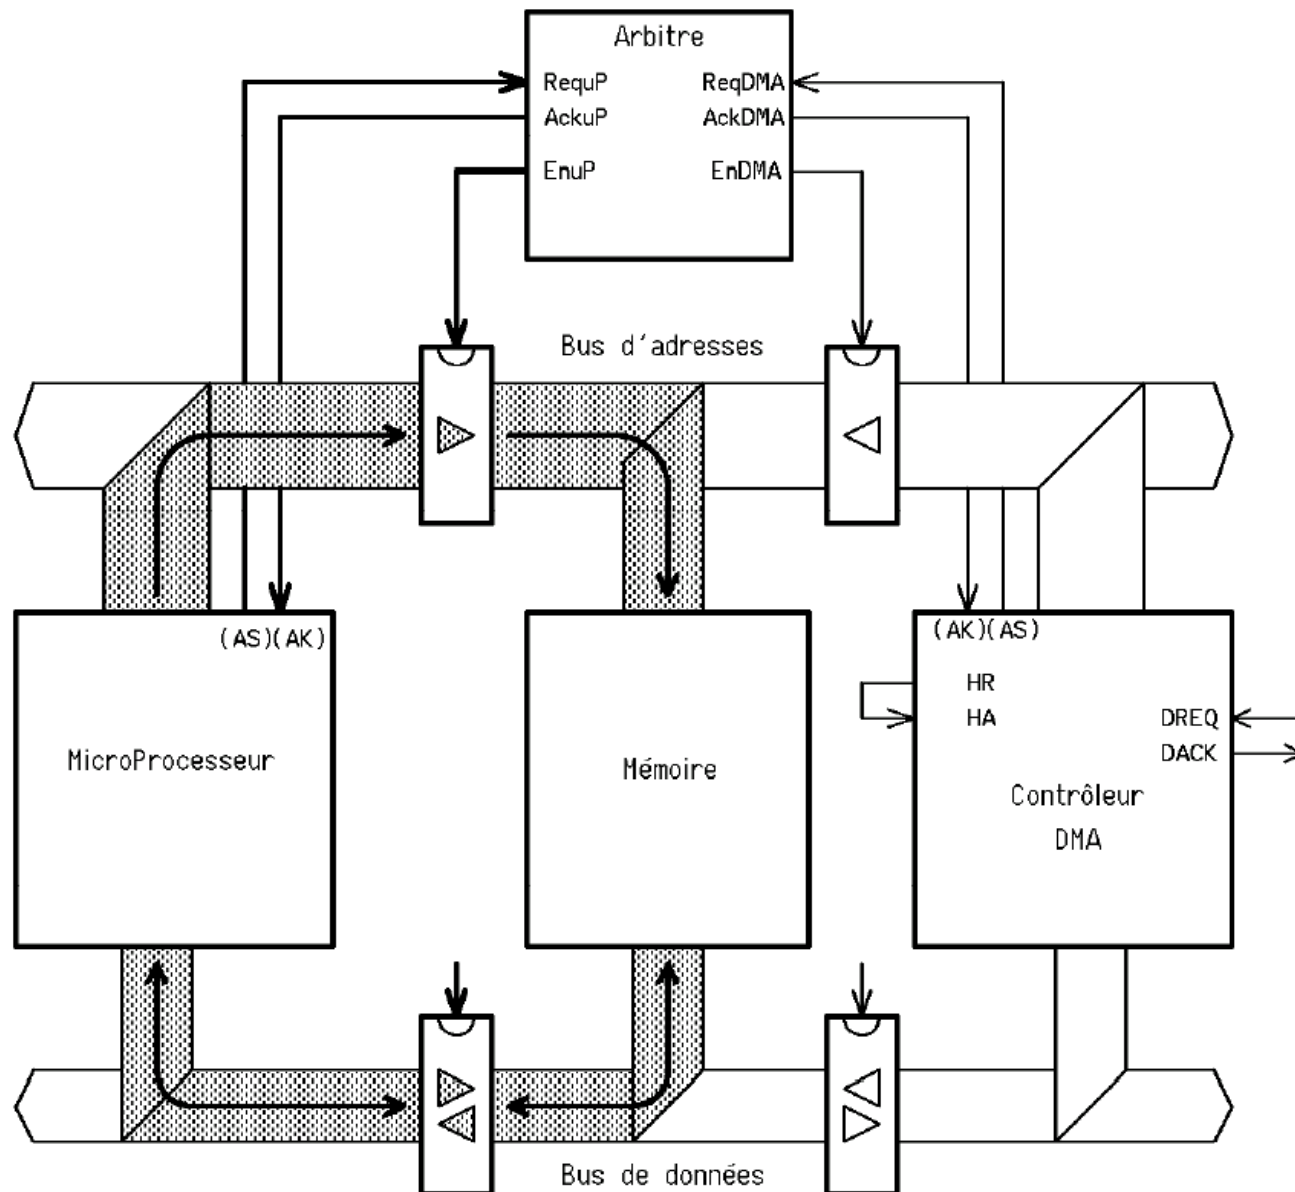 Arbitre
RequP ReqDMA
AckuP AckDMA
EnuP EnDMA
Bus d'adresses
(AS)(AK)
(AK)(AS)
HR
HA
DREQ
DACK
MicroProcesseur
Mémoire
Contrôleur
DMA
Bus de données